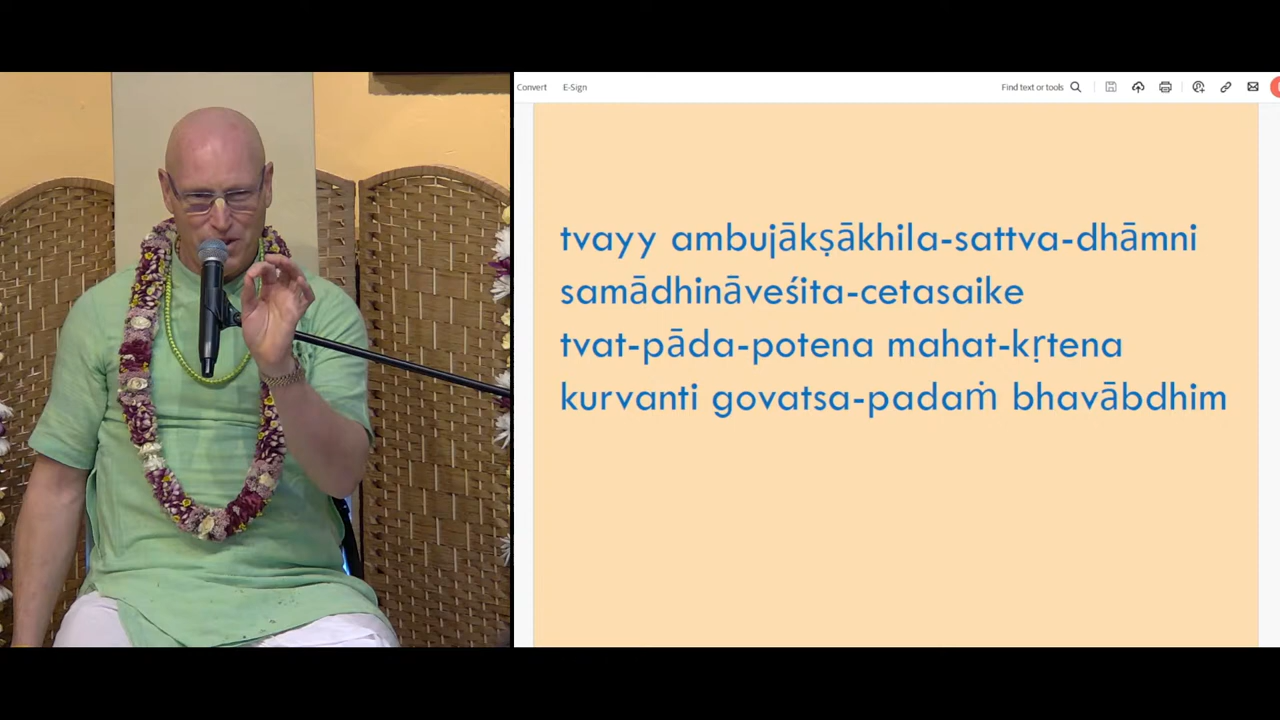 Convert E-Sign Find text or tools
tvayy ambujākṣākhila-sattva-dhāmni
samādhināveśita-cetasaike
tvat-pāda-potena mahat-kṛtena
kurvanti govatsa-padaṁ bhavābdhim